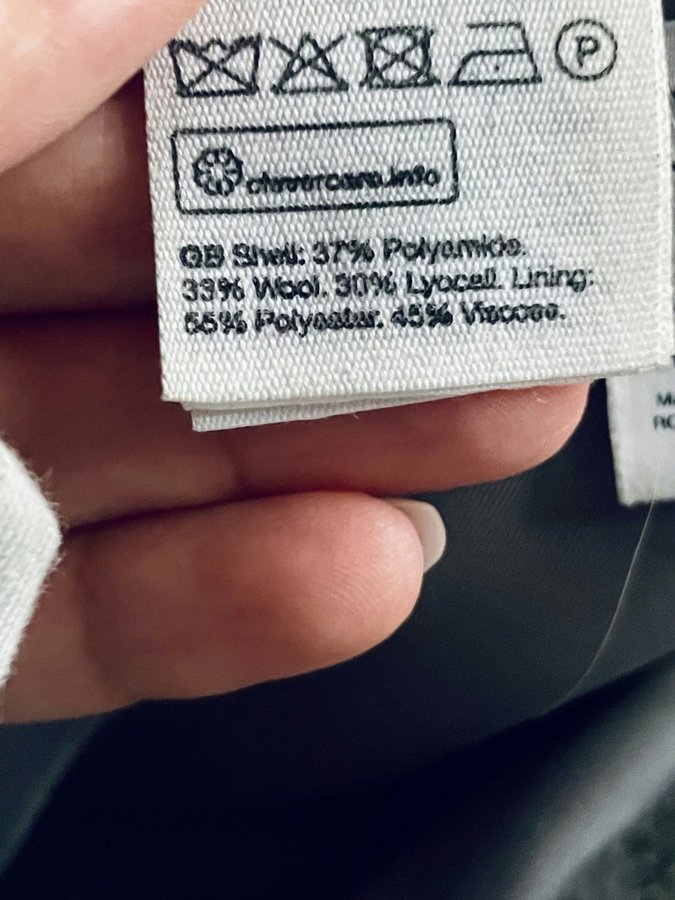 P
clevercare.info
GB Shell: 37% Polyamide.
33% Wool. 30% Lyocell. Lining:
55% Polyester. 45% Viscose.